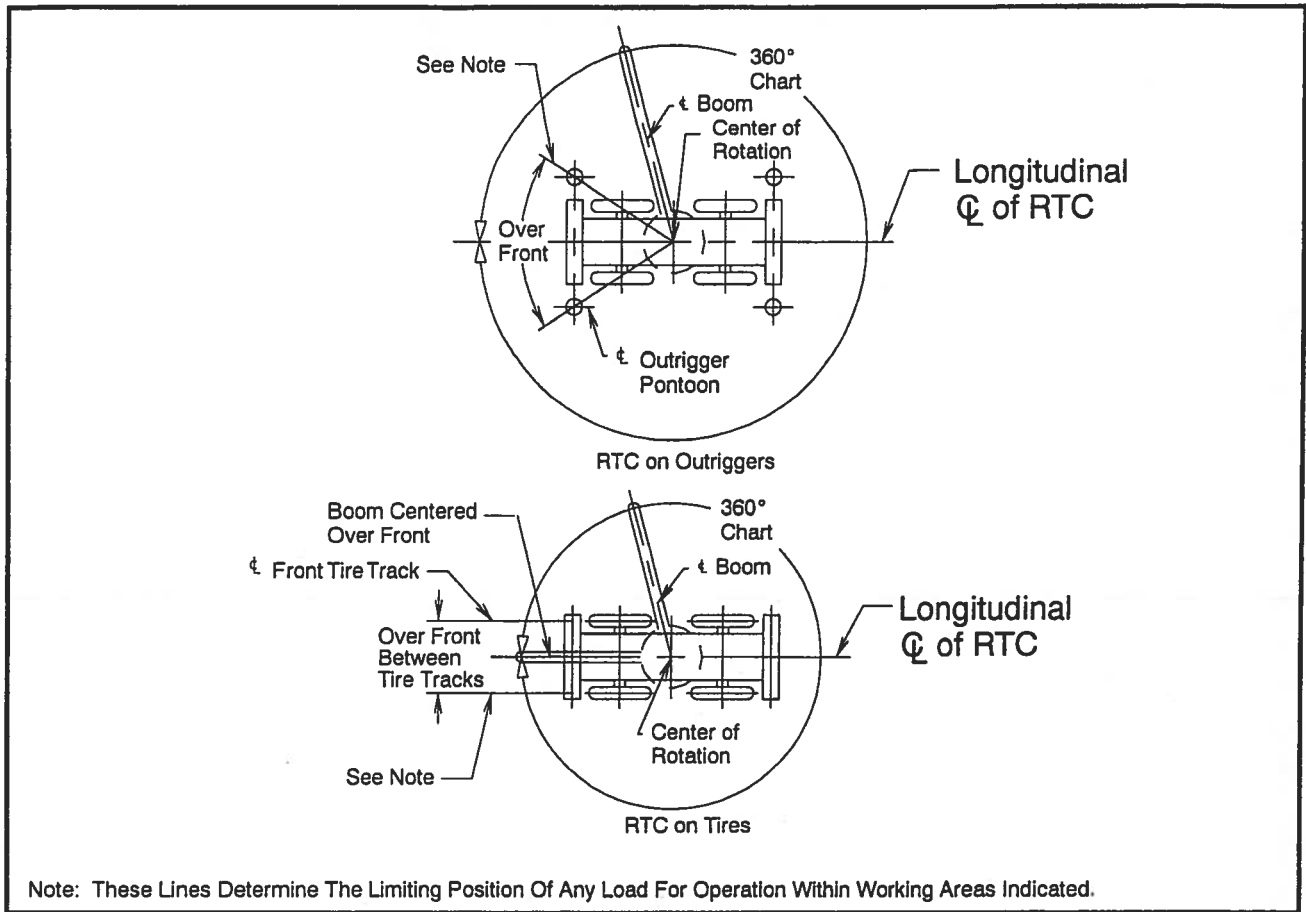 See Note
360°
Chart
℄ Boom
Center of
Rotation
Longitudinal
℄ of RTC
Over
Front
℄ Outrigger
Pontoon
RTC on Outriggers
Boom Centered
Over Front
360°
Chart
℄ Front Tire Track
℄ Boom
Longitudinal
℄ of RTC
Over Front
Between
Tire Tracks
Center of
Rotation
See Note
RTC on Tires
Note: These Lines Determine The Limiting Position Of Any Load For Operation Within Working Areas Indicated.